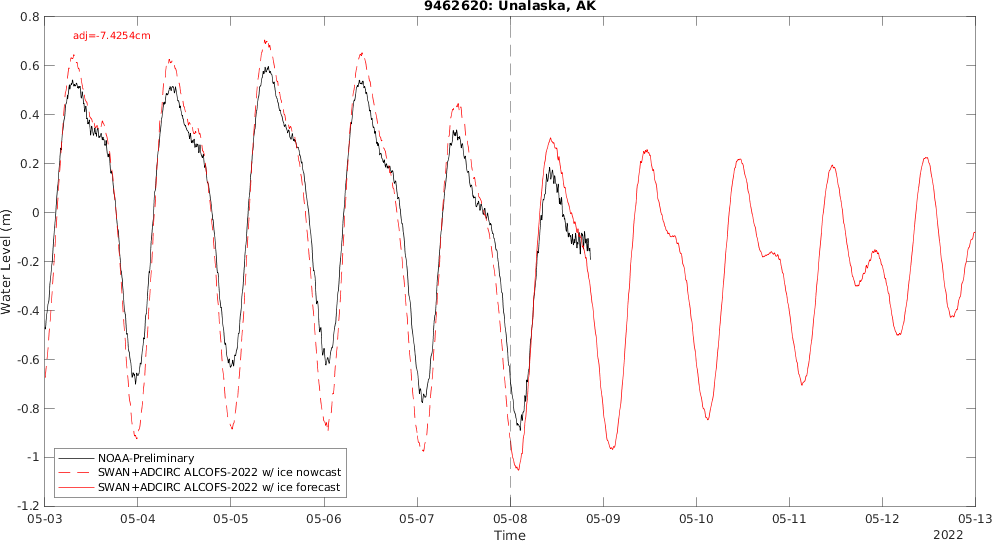 9462620: Unalaska, AK
adj=-7.4254cm
0.8
0.6
0.4
0.2
0
-0.2
-0.4
-0.6
-0.8
-1
-1.2
Water Level (m)
NOAA-Preliminary
SWAN+ADCIRC ALCOFS-2022 w/ ice nowcast
SWAN+ADCIRC ALCOFS-2022 w/ ice forecast
05-03 05-04 05-05 05-06 05-07 05-08 05-09 05-10 05-11 05-12 05-13
Time
2022